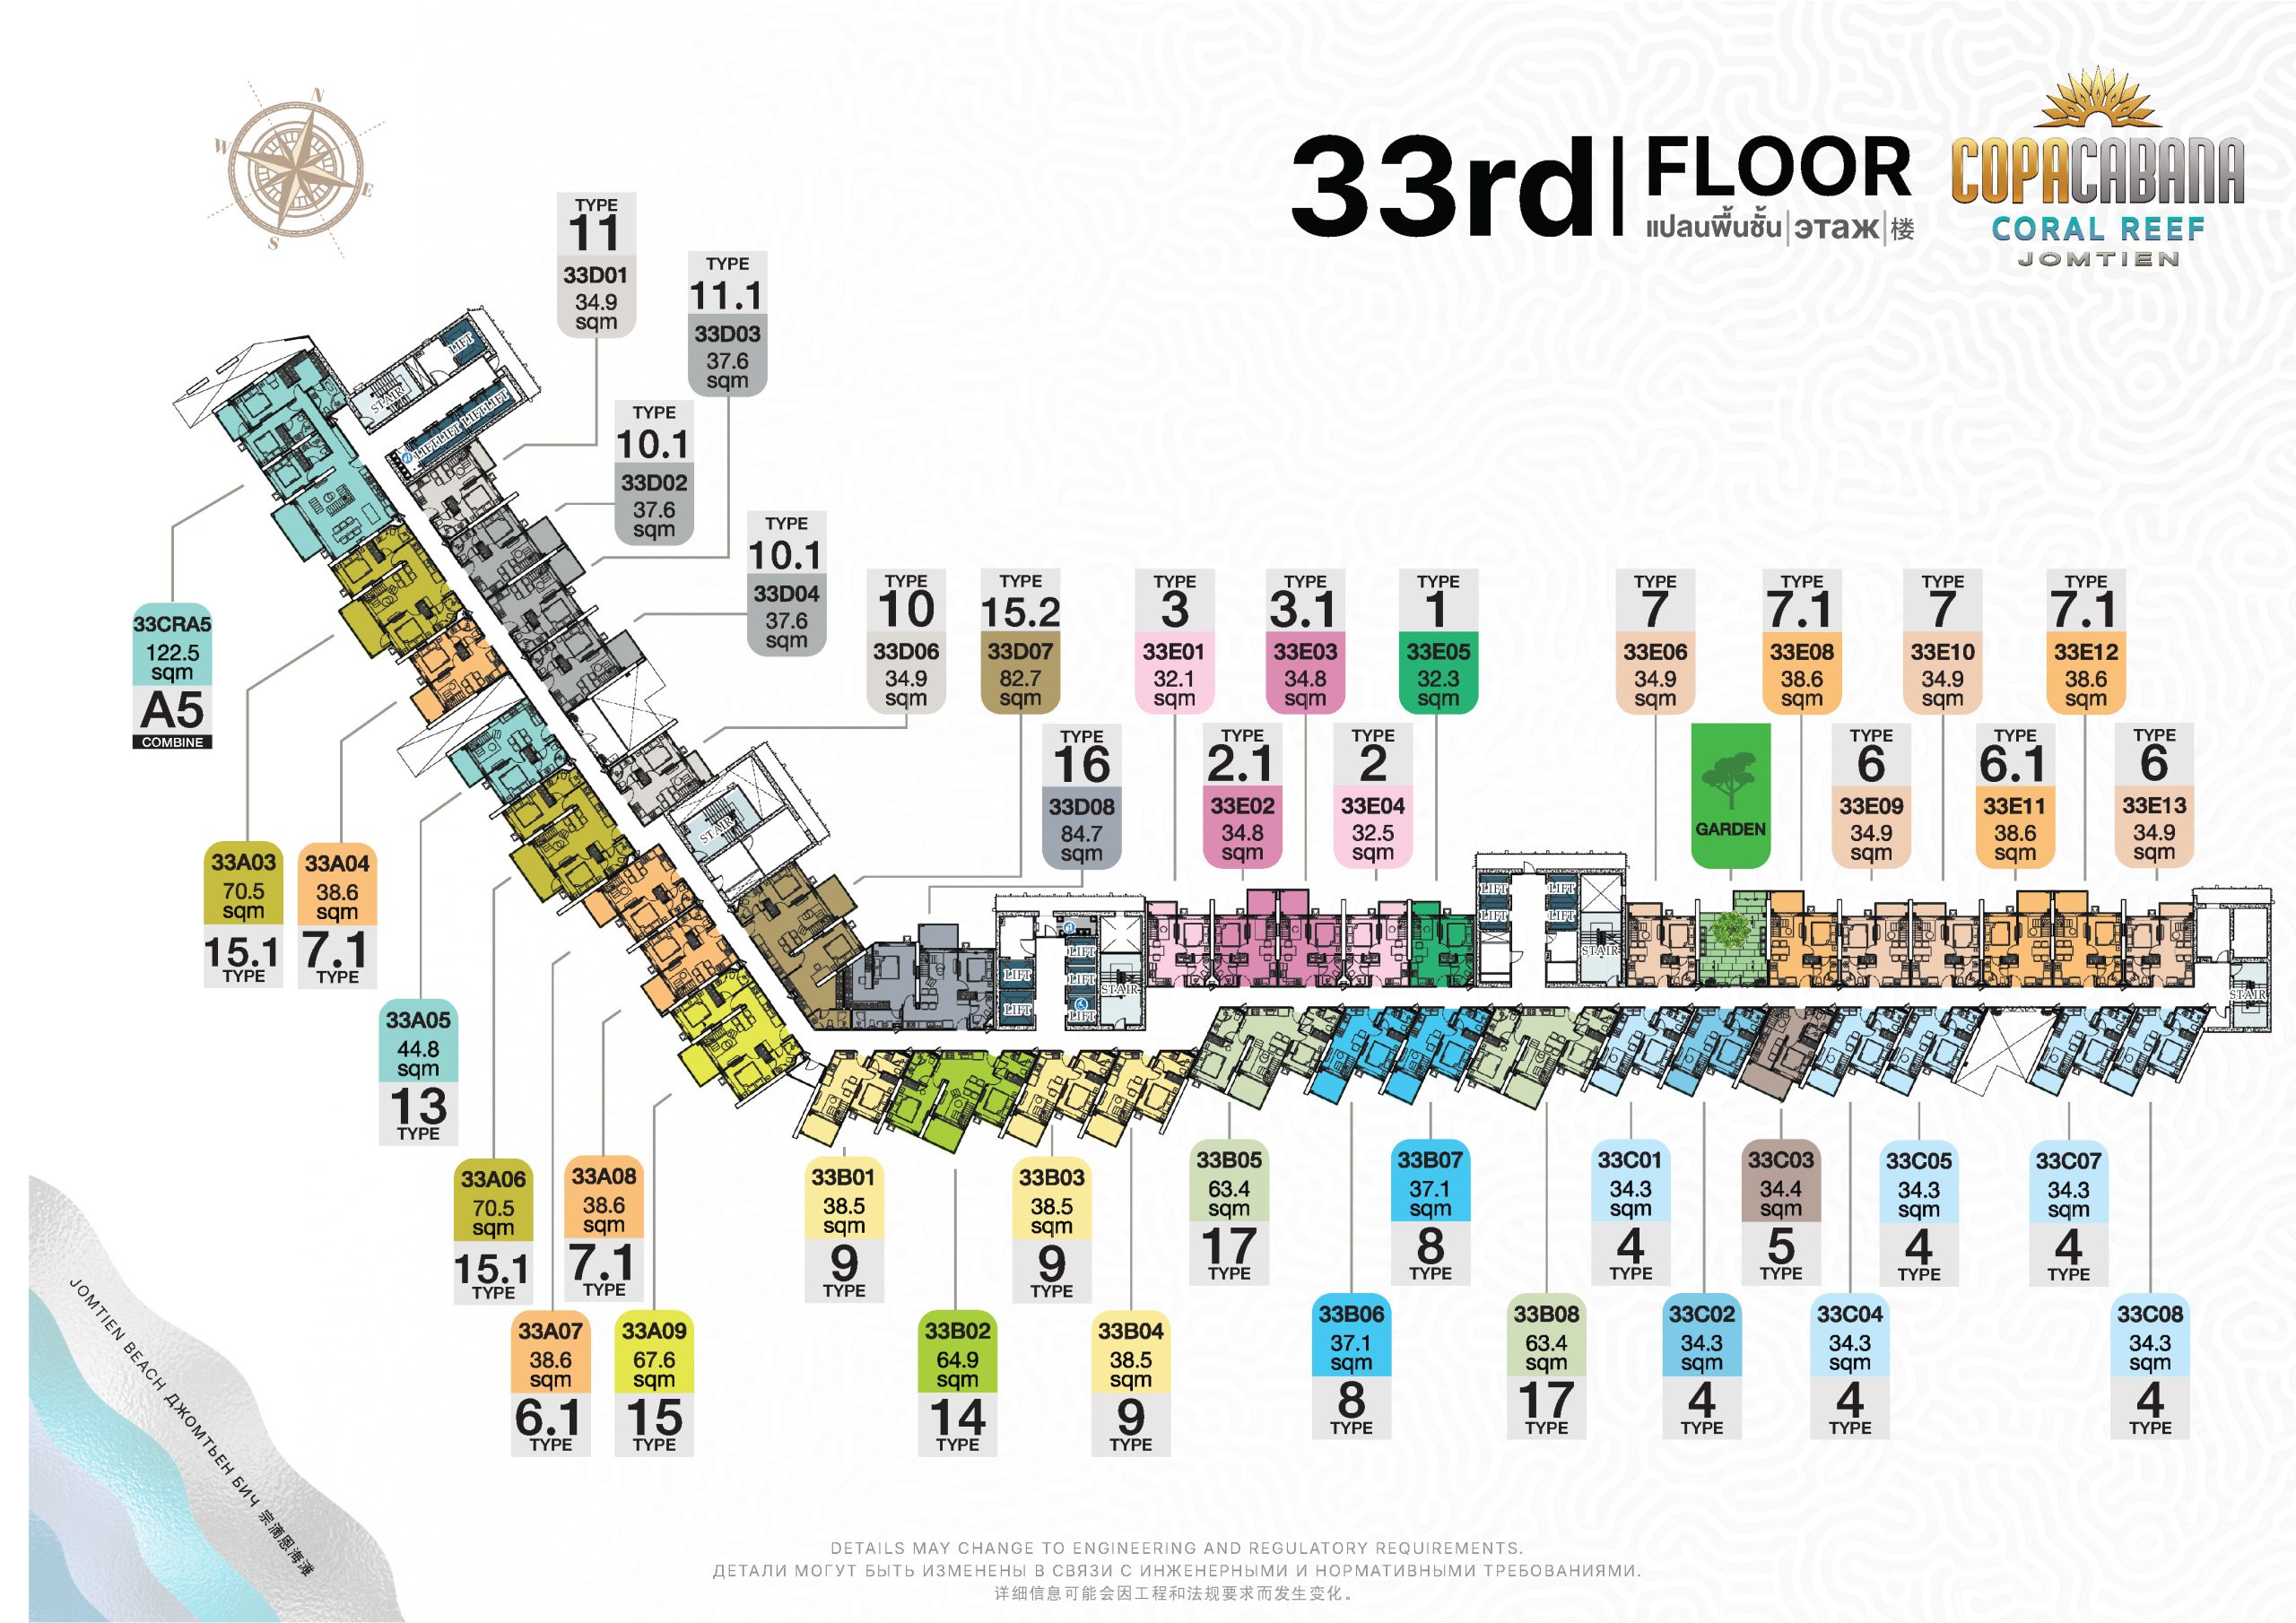 N
W
E
S
33rd
FLOOR
แปลนพื้นชั้น|этаж|楼
COPACABANA
CORAL REEF
JOMTIEN
TYPE
11
33D01
34.9
sqm
TYPE
11.1
33D03
37.6
sqm
TYPE
10.1
33D02
37.6
sqm
TYPE
10.1
33D04
37.6
sqm
TYPE
10
33D06
34.9
sqm
TYPE
15.2
33D07
82.7
sqm
TYPE
16
33D08
84.7
sqm
TYPE
3
33E01
32.1
sqm
TYPE
2.1
33E02
34.8
sqm
TYPE
3.1
33E03
34.8
sqm
TYPE
2
33E04
32.5
sqm
TYPE
1
33E05
32.3
sqm
TYPE
7
33E06
34.9
sqm
GARDEN
TYPE
7.1
33E08
38.6
sqm
TYPE
6
33E09
34.9
sqm
TYPE
7
33E10
34.9
sqm
TYPE
6.1
33E11
38.6
sqm
TYPE
7.1
33E12
38.6
sqm
TYPE
6
33E13
34.9
sqm
LIFT
STAIR
LIFT LIFT LIFT LIFT
STAIR
LIFT
LIFT
LIFT
LIFT
LIFT
STAIR
LIFT
LIFT
LIFT
LIFT
STAIR
STAIR
33CRA5
122.5
sqm
A5
COMBINE
33A03
70.5
sqm
15.1
TYPE
33A04
38.6
sqm
7.1
TYPE
33A05
44.8
sqm
13
TYPE
33A06
70.5
sqm
15.1
TYPE
33A07
38.6
sqm
6.1
TYPE
33A08
38.6
sqm
7.1
TYPE
33A09
67.6
sqm
15
TYPE
33B01
38.5
sqm
9
TYPE
33B02
64.9
sqm
14
TYPE
33B03
38.5
sqm
9
TYPE
33B04
38.5
sqm
9
TYPE
33B05
63.4
sqm
17
TYPE
33B06
37.1
sqm
8
TYPE
33B07
37.1
sqm
8
TYPE
33B08
63.4
sqm
17
TYPE
33C01
34.3
sqm
4
TYPE
33C02
34.3
sqm
4
TYPE
33C03
34.4
sqm
5
TYPE
33C04
34.3
sqm
4
TYPE
33C05
34.3
sqm
4
TYPE
33C07
34.3
sqm
4
TYPE
33C08
34.3
sqm
4
TYPE
JOMTIEN BEACH ДЖОМТЬЕН БИЧ 宗滴恩海滩
DETAILS MAY CHANGE TO ENGINEERING AND REGULATORY REQUIREMENTS.
ДЕТАЛИ МОГУТ БЫТЬ ИЗМЕНЕНЫ В СВЯЗИ С ИНЖЕНЕРНЫМИ И НОРМАТИВНЫМИ ТРЕБОВАНИЯМИ.
详细信息可能会因工程和法规要求而发生变化。